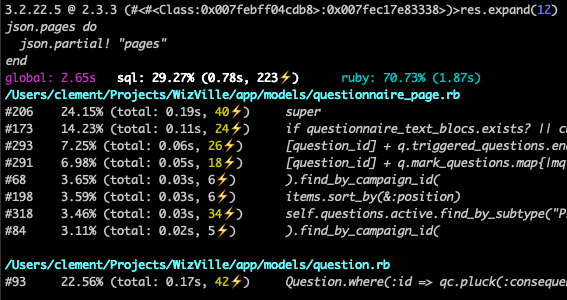 3.2.22.5 @ 2.3.3 (#<#<Class:0x007febff04cdb8>:0x007fec17e83338>)>res.expand(12)
json.pages do
  json.partial! "pages"
end
global: 2.65s   sql: 29.27% (0.78s, 223⚡)      ruby: 70.73% (1.87s)
/Users/clement/Projects/WizVille/app/models/questionnaire_page.rb
#206    24.15% (total: 0.19s, 40⚡)     super
#173    14.23% (total: 0.11s, 24⚡)     if questionnaire_text_blocs.exists? || c
#293    7.25% (total: 0.06s, 26⚡)      [question_id] + q.triggered_questions.en
#291    6.98% (total: 0.05s, 18⚡)      [question_id] + q.mark_questions.map{|mq
#68     3.65% (total: 0.03s, 6⚡)       ).find_by_campaign_id(
#198    3.59% (total: 0.03s, 6⚡)       items.sort_by(&:position)
#318    3.46% (total: 0.03s, 34⚡)      self.questions.active.find_by_subtype("P
#84     3.11% (total: 0.02s, 5⚡)       ).find_by_campaign_id(
/Users/clement/Projects/WizVille/app/models/question.rb
#93     22.56% (total: 0.17s, 42⚡)     Question.where(:id => qc.pluck(:conseque